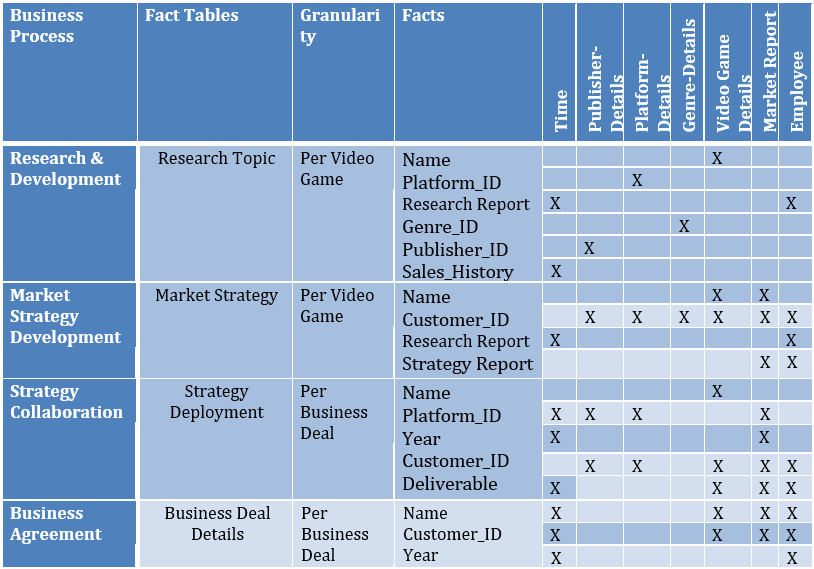 Business Process Fact Tables Granulari ty Facts Time Publisher-Details Platform-Details Genre-Details Video Game Details Market Report Employee
Research & Development Research Topic Per Video Game
Name X
Platform_ID X
Research Report X X
Genre_ID X
Publisher_ID X
Sales_History X
Market Strategy Development Market Strategy Per Video Game
Name X X
Customer_ID X X X X X X
Research Report X X
Strategy Report X X
Strategy Collaboration Strategy Deployment Per Business Deal
Name X
Platform_ID X X X X
Year X X
Customer_ID X X X X X
Deliverable X X X X
Business Agreement Business Deal Details Per Business Deal
Name X X X X
Customer_ID X X X X
Year X X